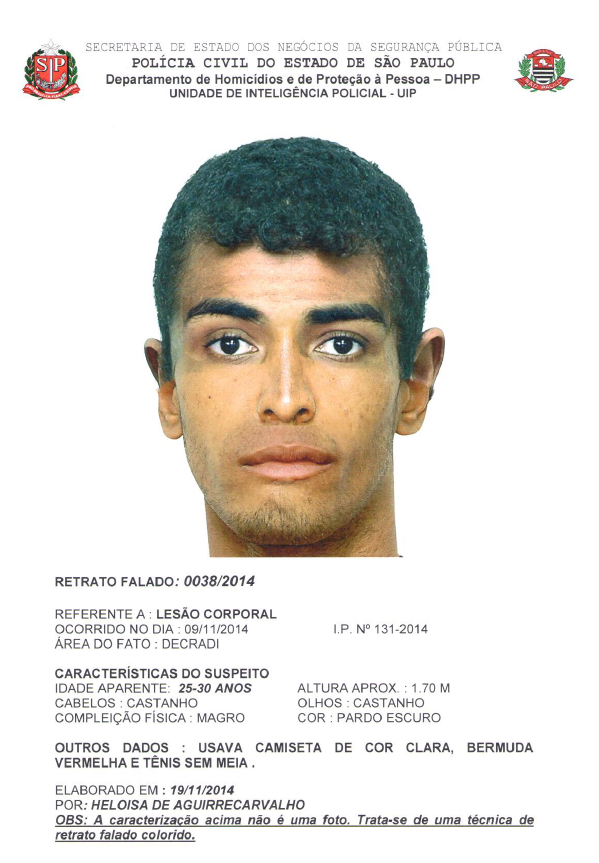 SECRETARIA DE ESTADO DOS NEGÓCIOS DA SEGURANÇA PÚBLICA
POLÍCIA CIVIL DO ESTADO DE SÃO PAULO
Departamento de Homicídios e de Proteção à Pessoa – DHPP
UNIDADE DE INTELIGÊNCIA POLICIAL - UIP
SP
RETRATO FALADO: 0038/2014
REFERENTE A : LESÃO CORPORAL
OCORRIDO NO DIA : 09/11/2014 I.P. Nº 131-2014
ÁREA DO FATO : DECRADI
CARACTERÍSTICAS DO SUSPEITO
IDADE APARENTE: 25-30 ANOS ALTURA APROX. : 1.70 M
CABELOS : CASTANHO OLHOS : CASTANHO
COMPLEIÇÃO FÍSICA : MAGRO COR : PARDO ESCURO
OUTROS DADOS : USAVA CAMISETA DE COR CLARA, BERMUDA
VERMELHA E TÊNIS SEM MEIA .
ELABORADO EM : 19/11/2014
POR: HELOISA DE AGUIRRECARVALHO
OBS: A caracterização acima não é uma foto. Trata-se de uma técnica de
retrato falado colorido.